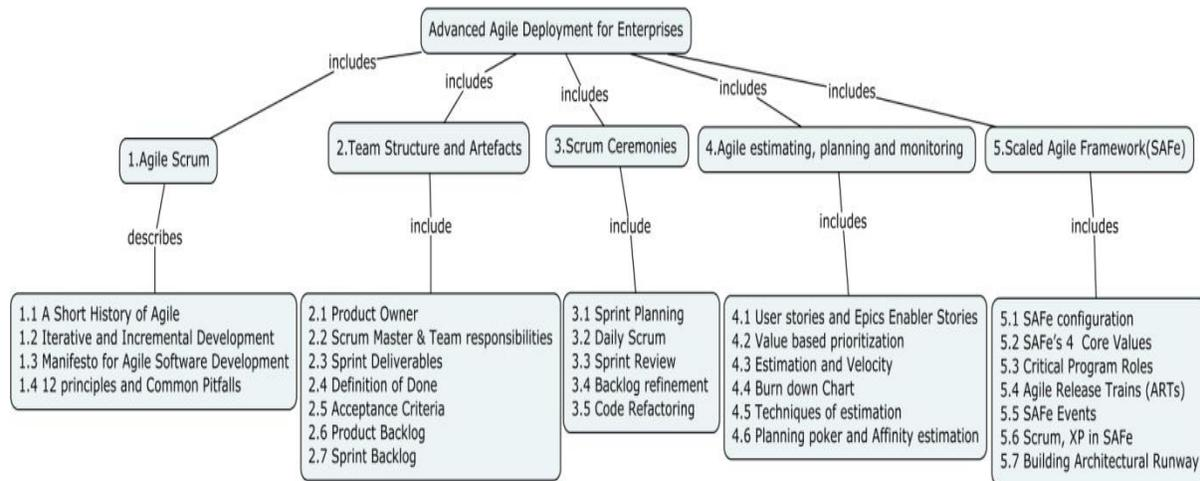 Advanced Agile Deployment for Enterprises
includes
includes
includes
includes
includes
1.Agile Scrum
2.Team Structure and Artefacts
3.Scrum Ceremonies
4.Agile estimating, planning and monitoring
5.Scaled Agile Framework(SAFe)
describes
include
include
includes
includes
1.1 A Short History of Agile
1.2 Iterative and Incremental Development
1.3 Manifesto for Agile Software Development
1.4 12 principles and Common Pitfalls
2.1 Product Owner
2.2 Scrum Master & Team responsibilities
2.3 Sprint Deliverables
2.4 Definition of Done
2.5 Acceptance Criteria
2.6 Product Backlog
2.7 Sprint Backlog
3.1 Sprint Planning
3.2 Daily Scrum
3.3 Sprint Review
3.4 Backlog refinement
3.5 Code Refactoring
4.1 User stories and Epics Enabler Stories
4.2 Value based prioritization
4.3 Estimation and Velocity
4.4 Burn down Chart
4.5 Techniques of estimation
4.6 Planning poker and Affinity estimation
5.1 SAFe configuration
5.2 SAFe's 4 Core Values
5.3 Critical Program Roles
5.4 Agile Release Trains (ARTs)
5.5 SAFe Events
5.6 Scrum, XP in SAFe
5.7 Building Architectural Runway